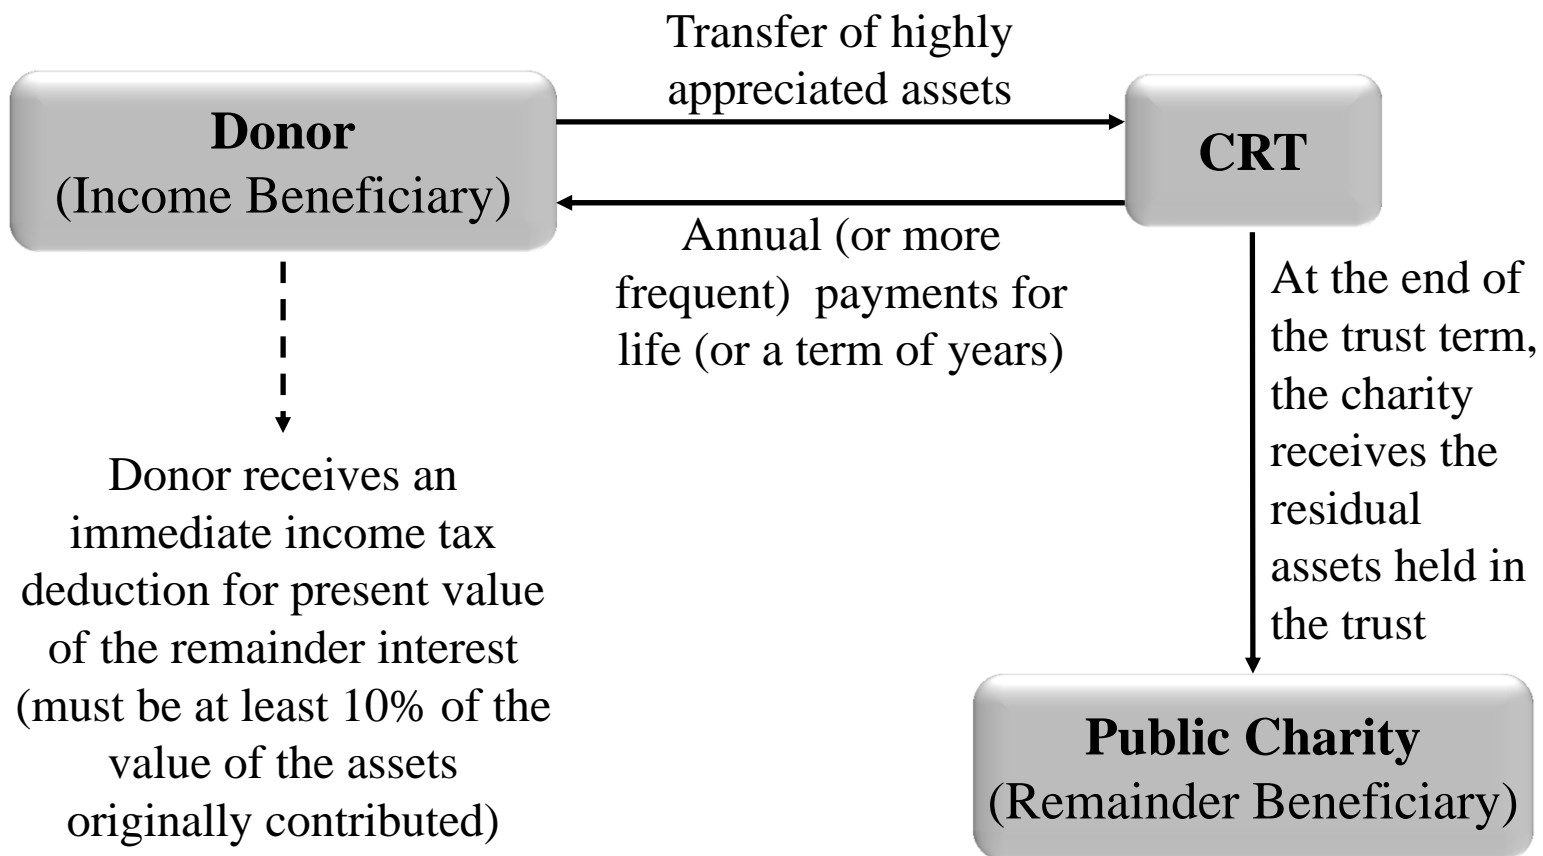 Transfer of highly
appreciated assets
Donor
(Income Beneficiary)
CRT
Annual (or more
frequent)  payments for
life (or a term of years)
At the end of
the trust term,
the charity
receives the
residual
assets held in
the trust
Donor receives an
immediate income tax
deduction for present value
of the remainder interest
(must be at least 10% of the
value of the assets
originally contributed)
Public Charity
(Remainder Beneficiary)